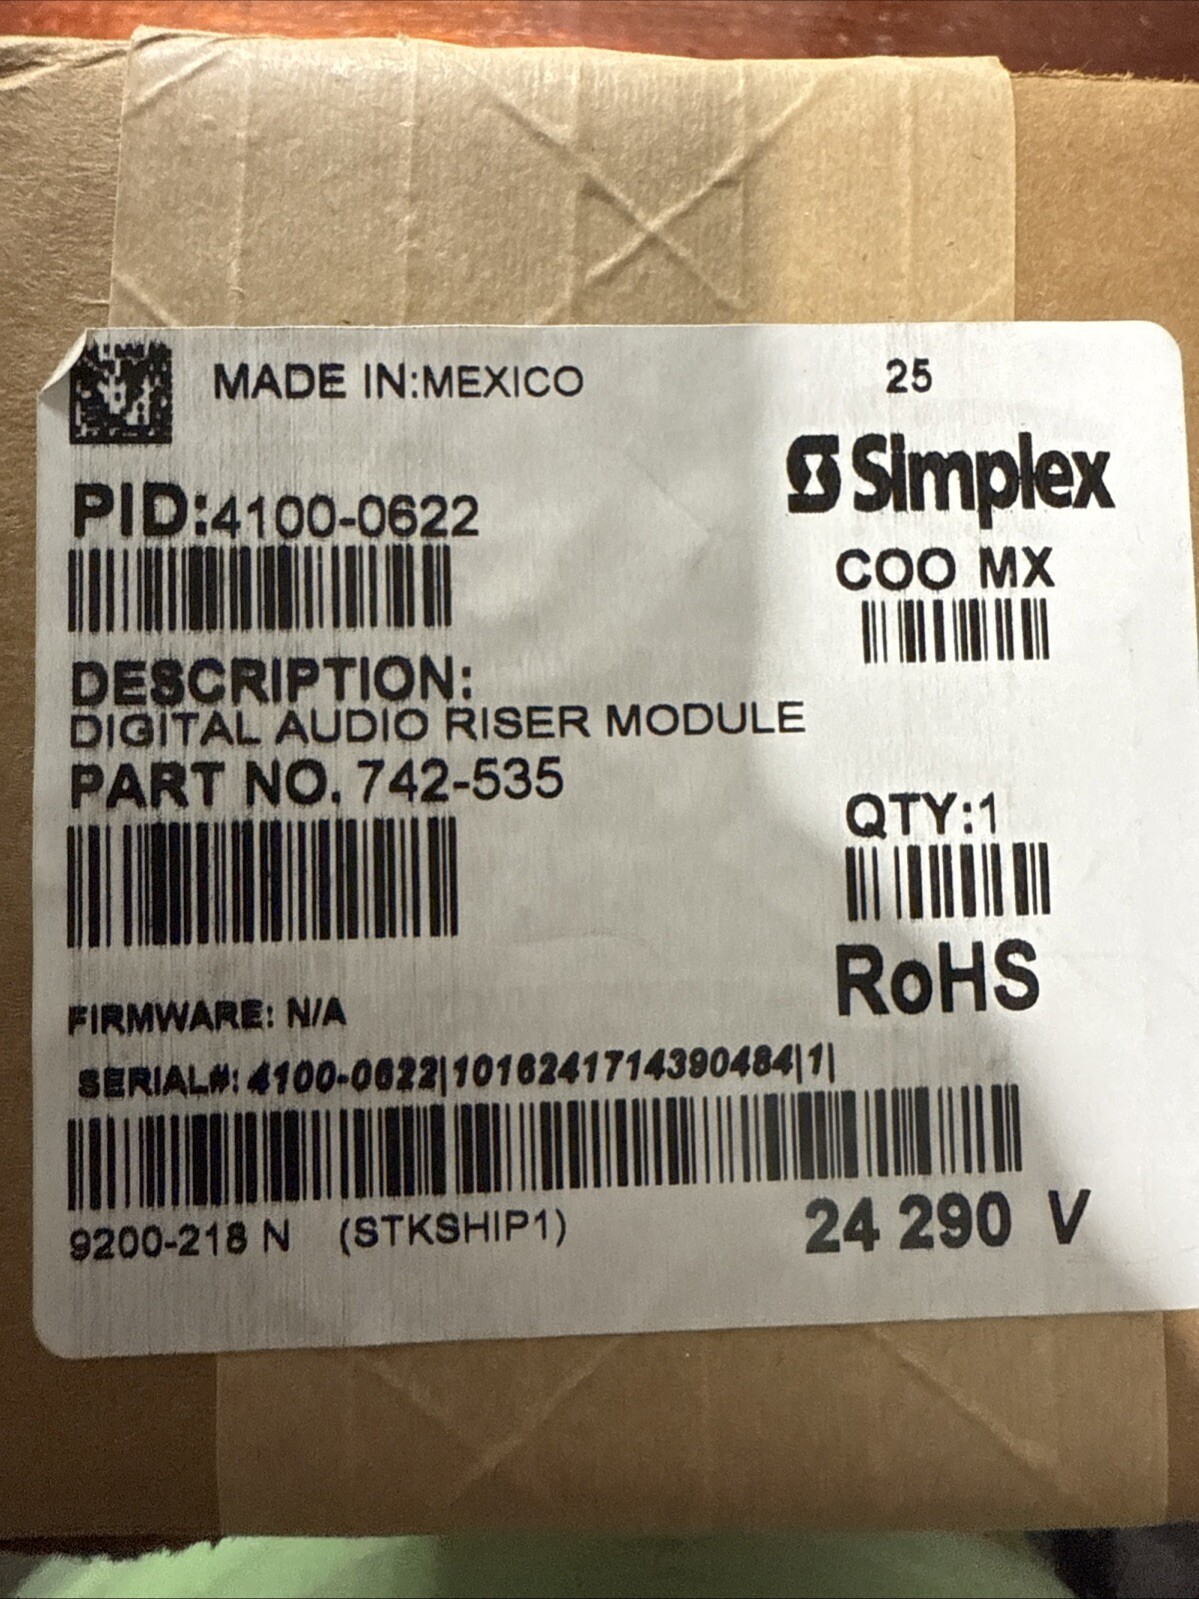 MADE IN:MEXICO
25
Simplex
PID:4100-0622
COO MX
DESCRIPTION:
DIGITAL AUDIO RISER MODULE
PART NO. 742-535
QTY:1
RoHS
FIRMWARE: N/A
SERIAL#: 4100-0622|1016241714390484|1|
9200-218 N (STKSHIP1)
24 290 V